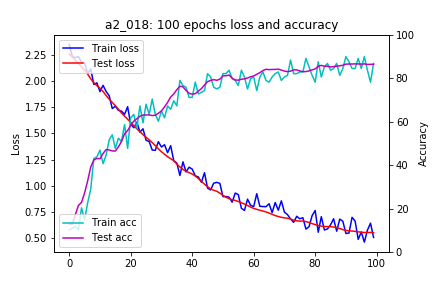 a2_018: 100 epochs loss and accuracy
Train loss
Test loss
Train acc
Test acc
Loss
2.25
2.00
1.75
1.50
1.25
1.00
0.75
0.50
100
80
60
40
20
0
Accuracy
0 20 40 60 80 100